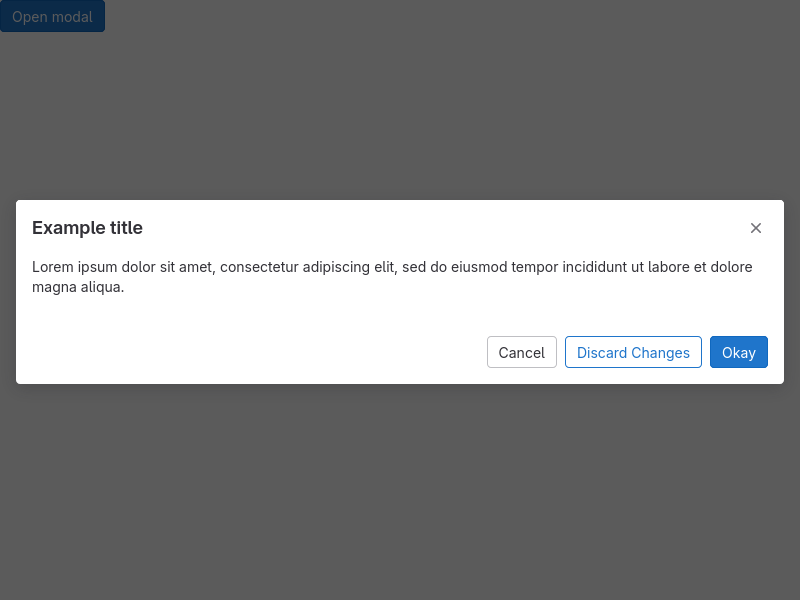 Open modal
Example title
Lorem ipsum dolor sit amet, consectetur adipiscing elit, sed do eiusmod tempor incididunt ut labore et dolore
magna aliqua.
Cancel Discard Changes Okay